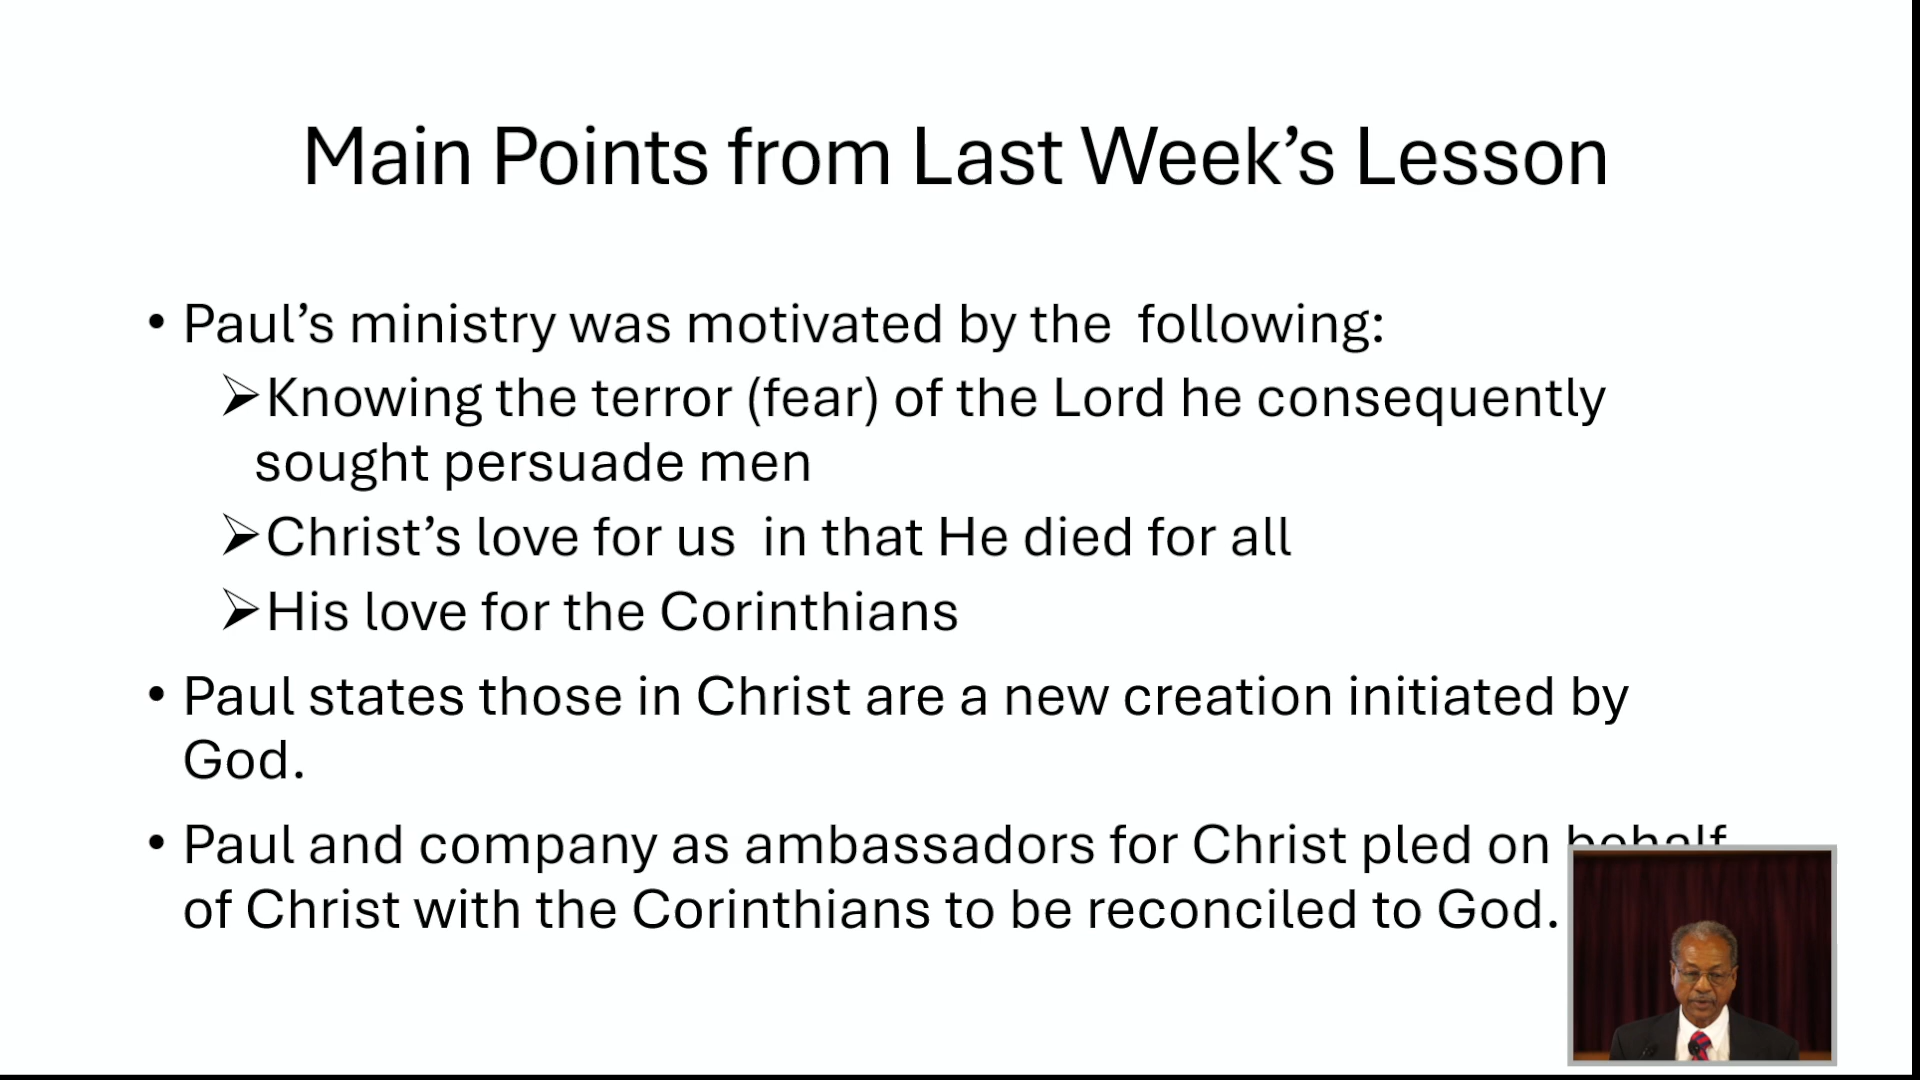 Main Points from Last Week’s Lesson
• Paul’s ministry was motivated by the  following:
➢Knowing the terror (fear) of the Lord he consequently
sought persuade men
➢Christ’s love for us  in that He died for all
➢His love for the Corinthians
• Paul states those in Christ are a new creation initiated by
God.
• Paul and company as ambassadors for Christ pled on behalf
of Christ with the Corinthians to be reconciled to God.